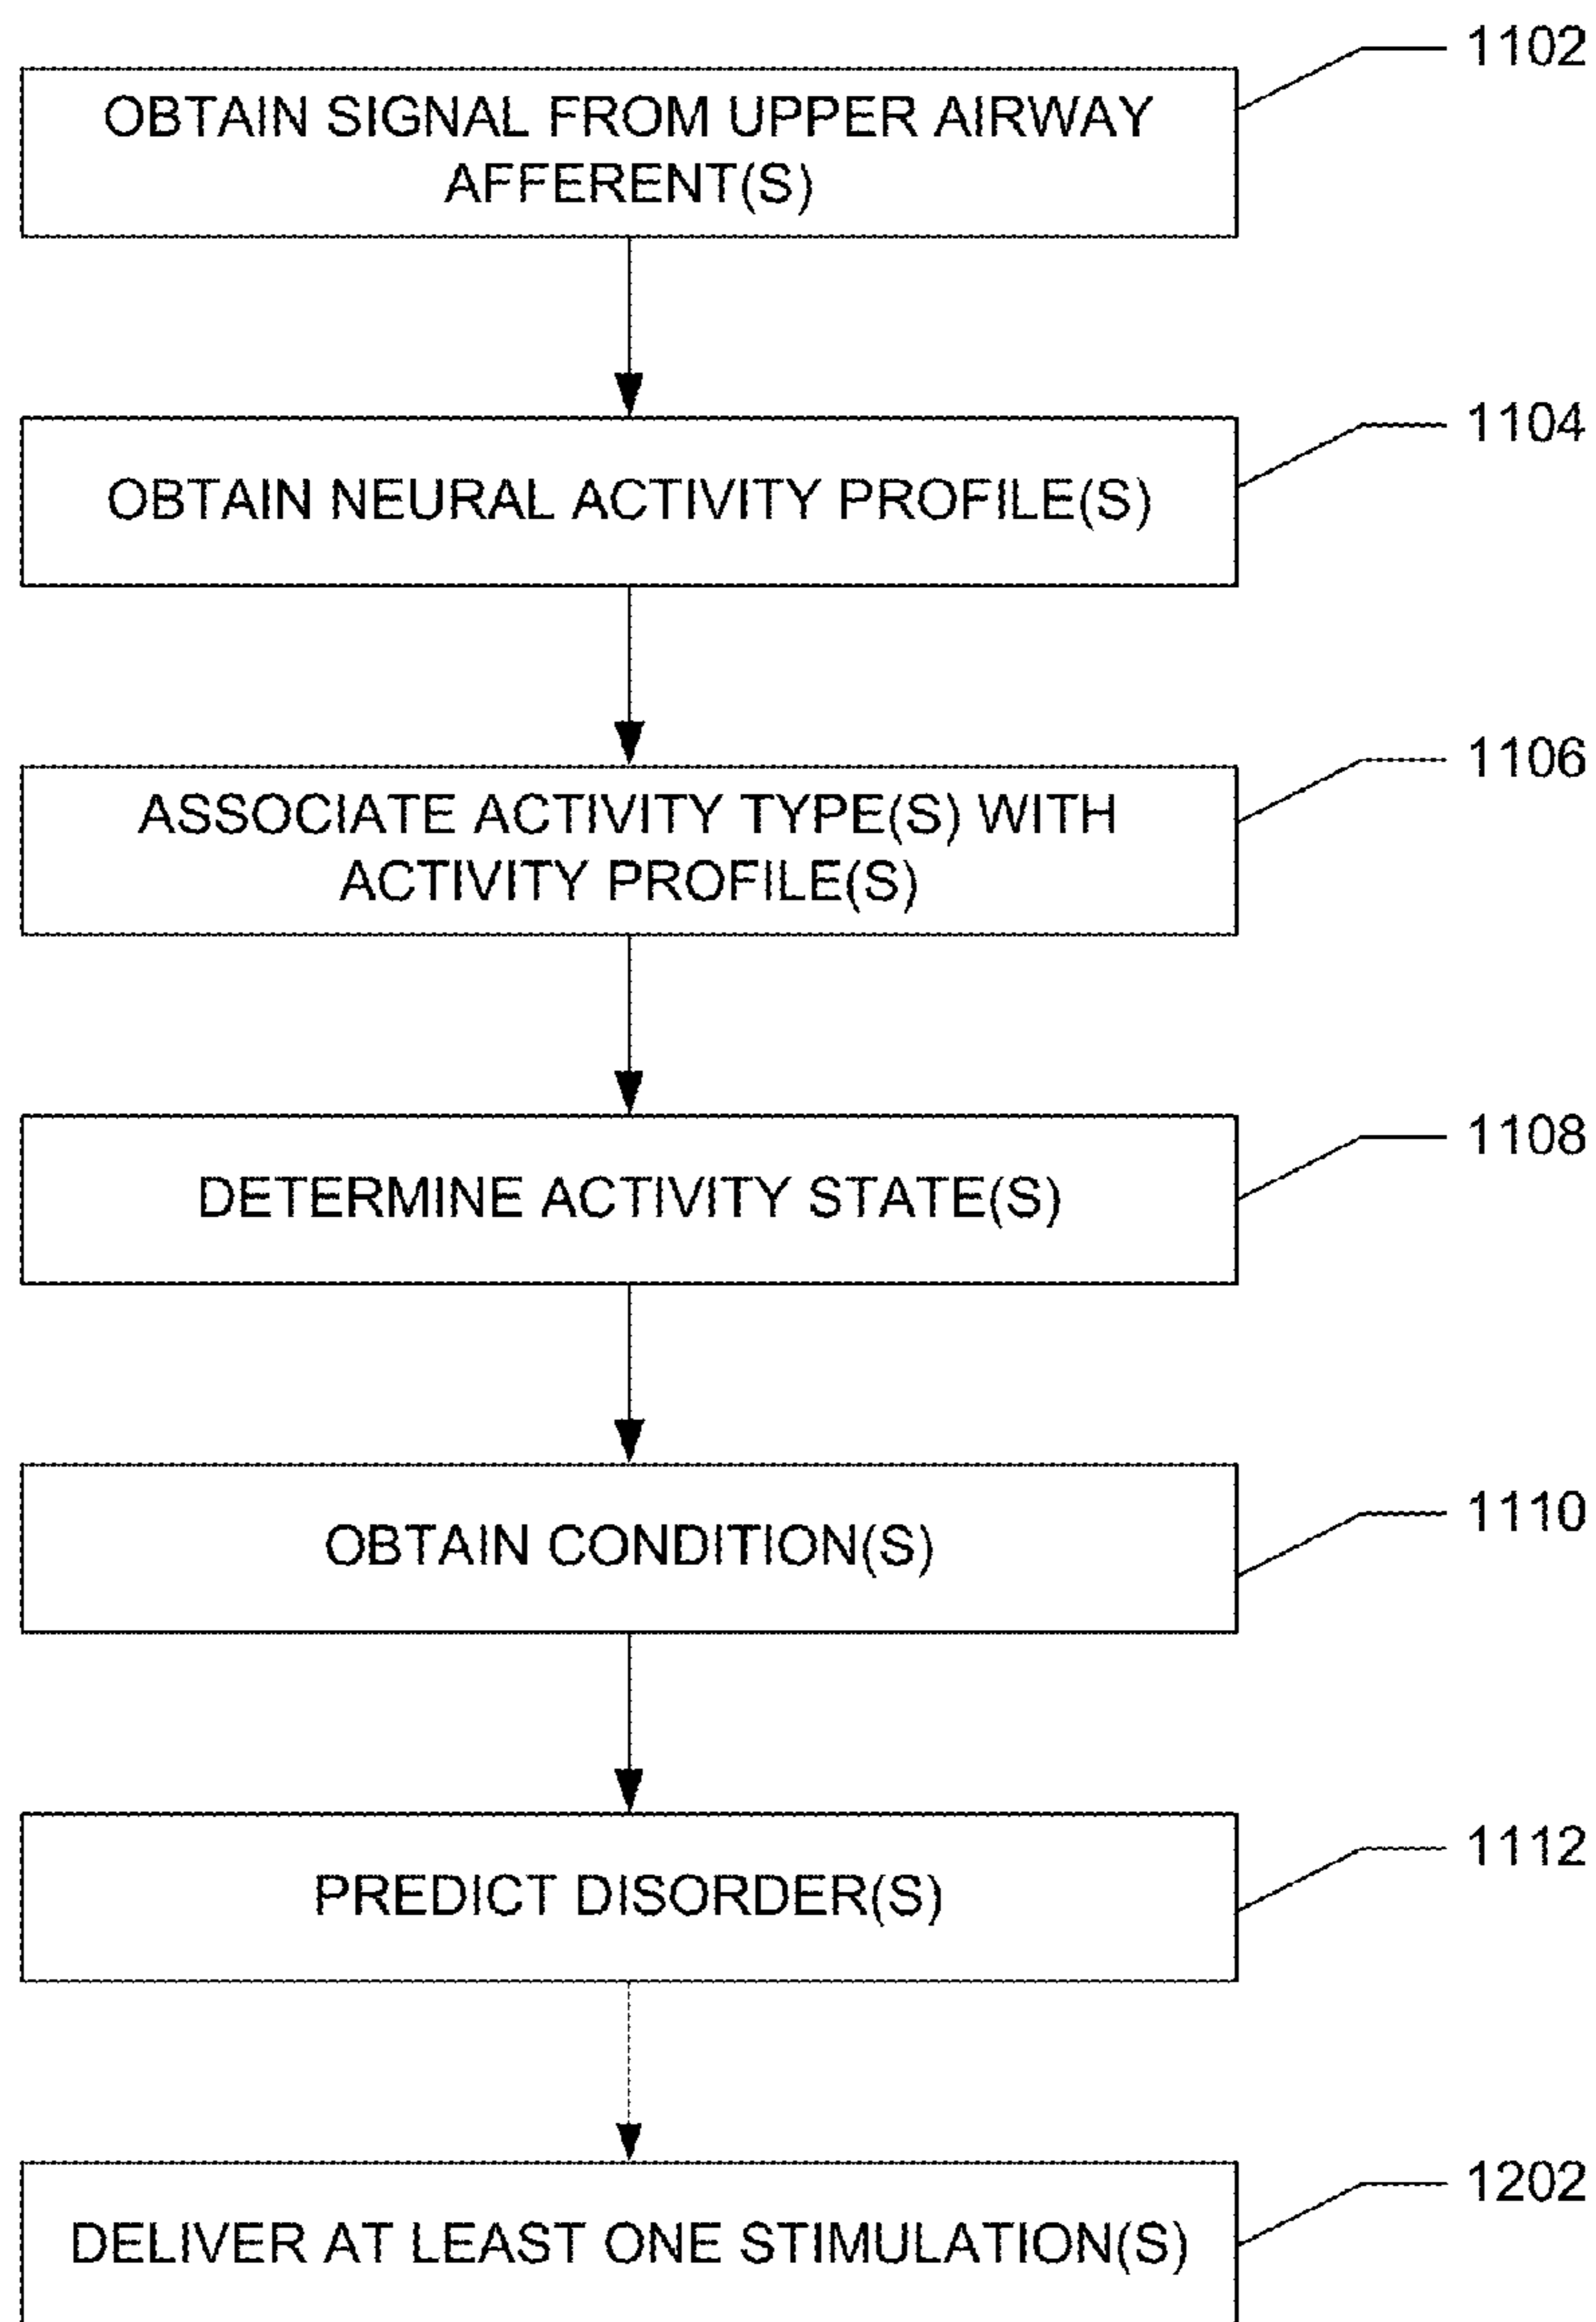 1102
OBTAIN SIGNAL FROM UPPER AIRWAY
AFFERENT(S)
1104
OBTAIN NEURAL ACTIVITY PROFILE(S)
1106
ASSOCIATE ACTIVITY TYPE(S) WITH
ACTIVITY PROFILE(S)
1108
DETERMINE ACTIVITY STATE(S)
1110
OBTAIN CONDITION(S)
1112
PREDICT DISORDER(S)
1202
DELIVER AT LEAST ONE STIMULATION(S)